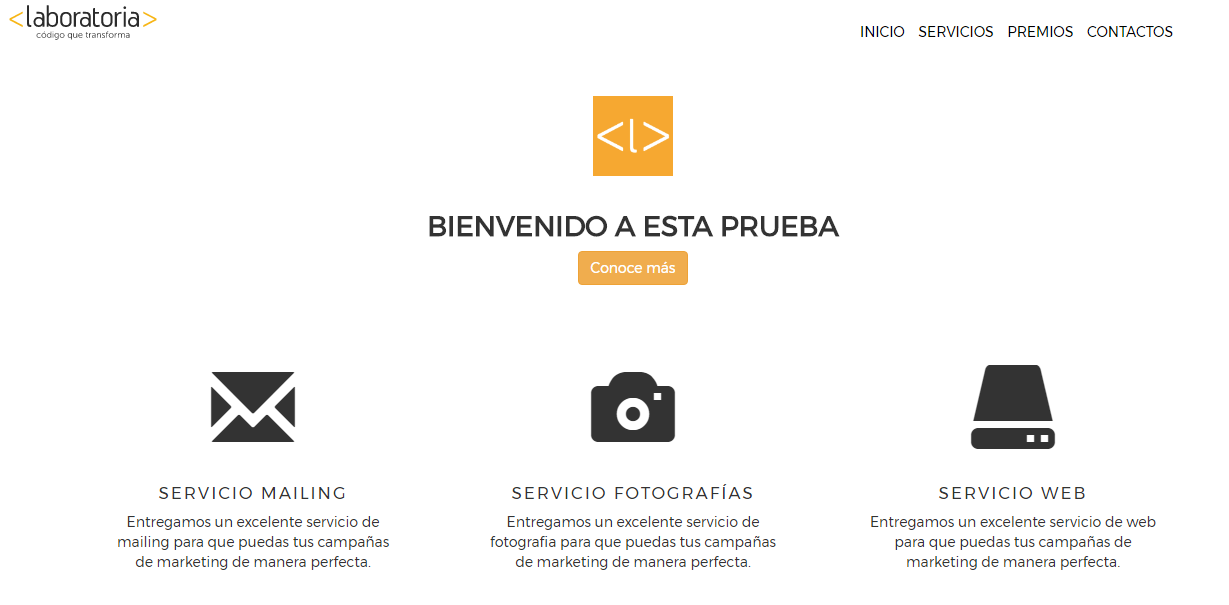 <laboratoria>
código que transforma
INICIO SERVICIOS PREMIOS CONTACTOS
<l>
BIENVENIDO A ESTA PRUEBA
Conoce más
SERVICIO MAILING
Entregamos un excelente servicio de
mailing para que puedas tus campañas
de marketing de manera perfecta.
SERVICIO FOTOGRAFÍAS
Entregamos un excelente servicio de
fotografia para que puedas tus campañas
de marketing de manera perfecta.
SERVICIO WEB
Entregamos un excelente servicio de web
para que puedas tus campañas de
marketing de manera perfecta.